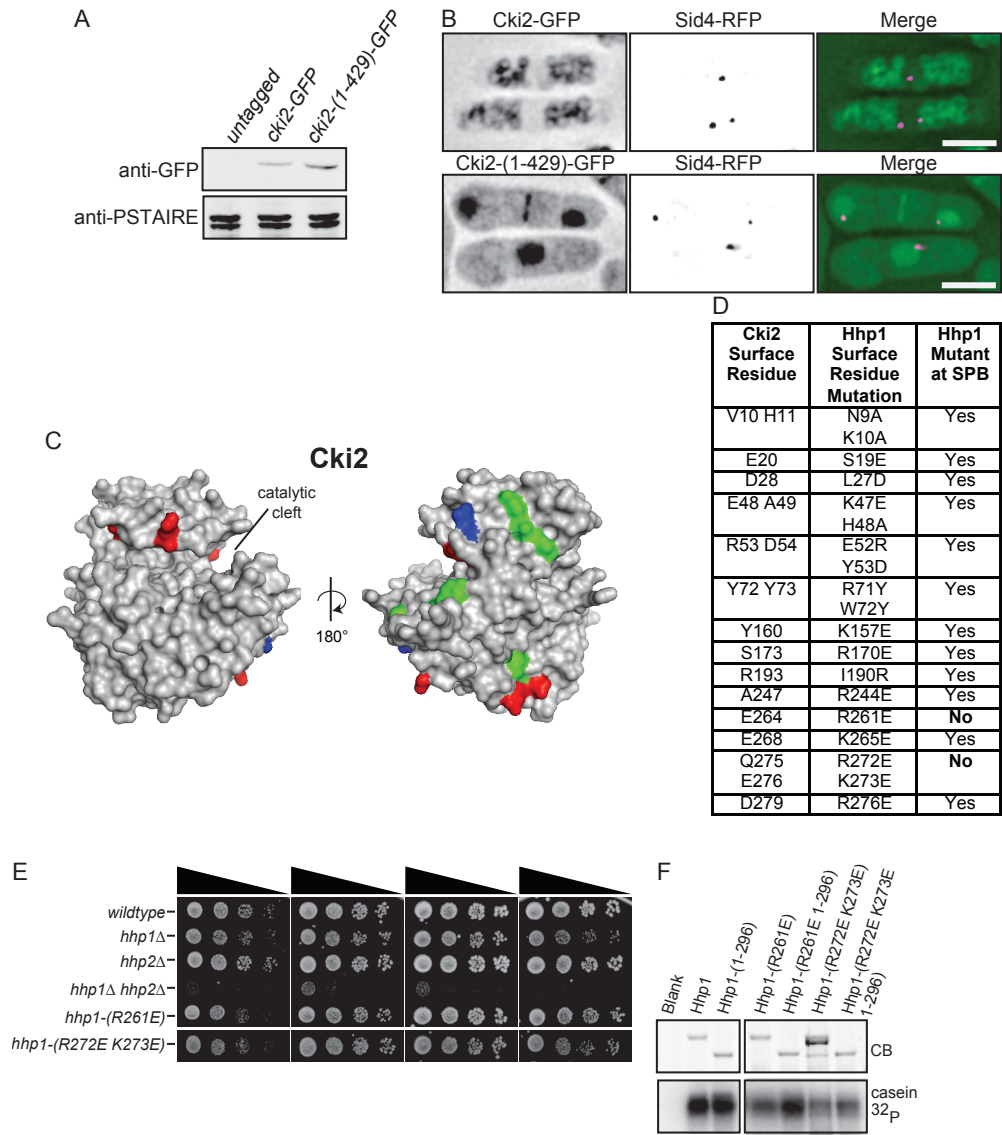 A
untagged
cki2-GFP
cki2-(1-429)-GFP
anti-GFP
anti-PSTAIRE
B
Cki2-GFP
Sid4-RFP
Merge
Cki2-(1-429)-GFP
Sid4-RFP
Merge
C
Cki2
catalytic
cleft
180°
D
Cki2 Surface Residue
Hhp1 Surface Residue Mutation
Hhp1 Mutant at SPB
V10 H11
N9A
K10A
Yes
E20
S19E
Yes
D28
L27D
Yes
E48 A49
K47E
H48A
Yes
R53 D54
E52R
Y53D
Yes
Y72 Y73
R71Y
W72Y
Yes
Y160
K157E
Yes
S173
R170E
Yes
R193
I190R
Yes
A247
R244E
Yes
E264
R261E
No
E268
K265E
Yes
Q275
E276
R272E
K273E
No
D279
R276E
Yes
E
wildtype
hhp1Δ
hhp2Δ
hhp1Δ hhp2Δ
hhp1-(R261E)
hhp1-(R272E K273E)
F
Blank
Hhp1
Hhp1-(1-296)
Hhp1-(R261E)
Hhp1-(R261E 1-296)
Hhp1-(R272E K273E)
Hhp1-(R272E K273E
1-296)
CB
casein
32P